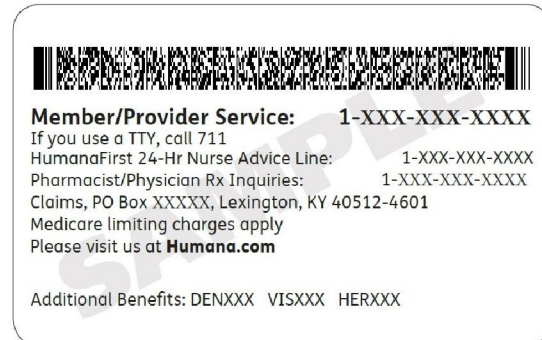 Member/Provider Service: 1-XXX-XXX-XXXX
If you use a TTY, call 711
HumanaFirst 24-Hr Nurse Advice Line: 1-XXX-XXX-XXXX
Pharmacist/Physician Rx Inquiries: 1-XXX-XXX-XXXX
Claims, PO Box XXXXX, Lexington, KY 40512-4601
Medicare limiting charges apply
Please visit us at Humana.com
Additional Benefits: DENXXX VISXXX HERXXX
SAMPLE